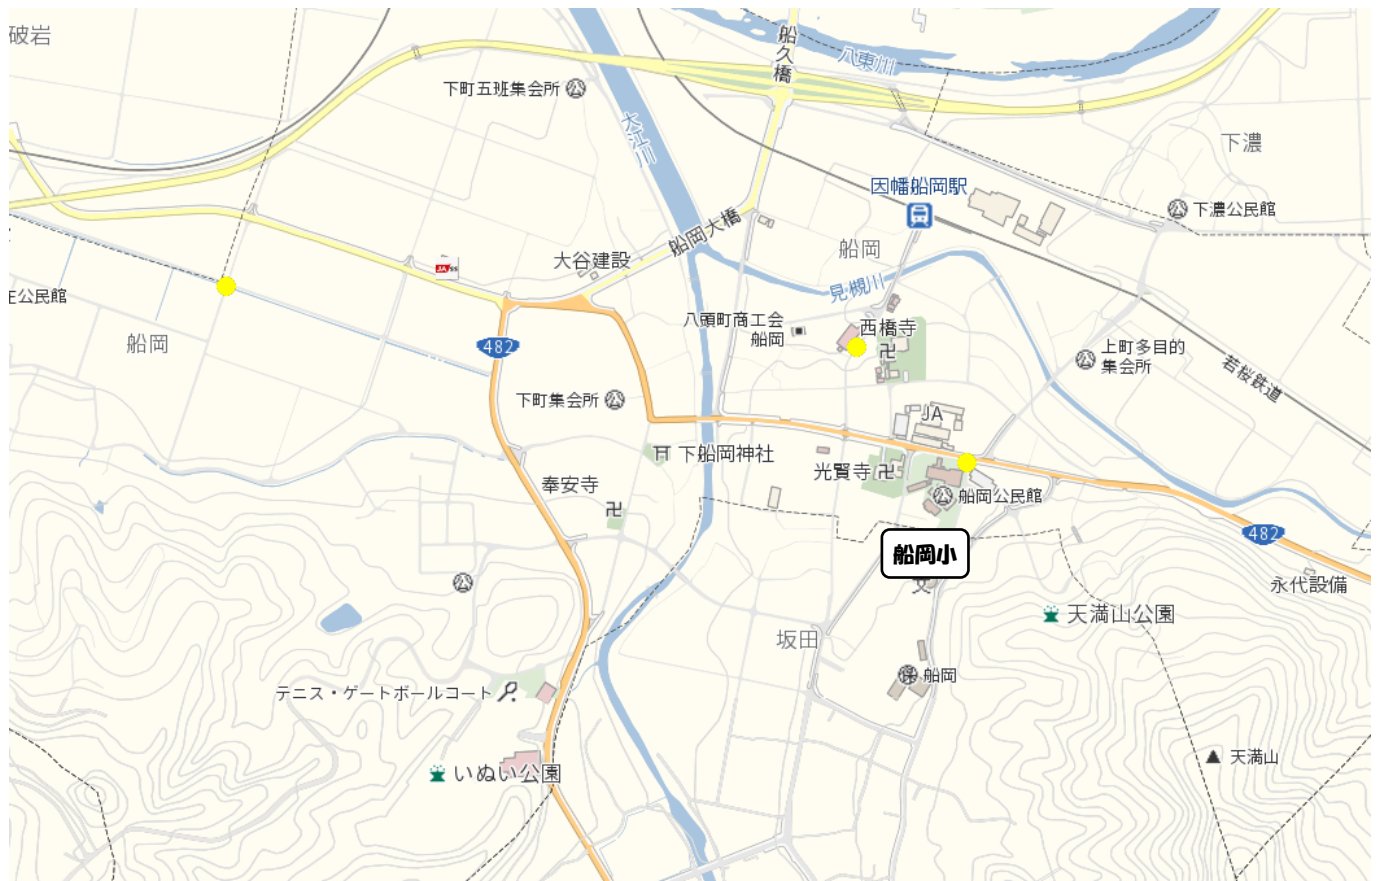 破岩
船久橋
八東川
下町五班集会所
大江川
下濃
因幡船岡駅
下濃公民館
船岡大橋
船岡
大谷建設
JA SS
見槻川
八頭町商工会
船岡
西橋寺
船岡
482
上町多目的
集会所
若桜鉄道
下町集会所
JA
下船岡神社
光賢寺
奉安寺
船岡公民館
482
船岡小
永代設備
天満山公園
坂田
船岡
テニス・ゲートボールコート
天満山
いぬい公園